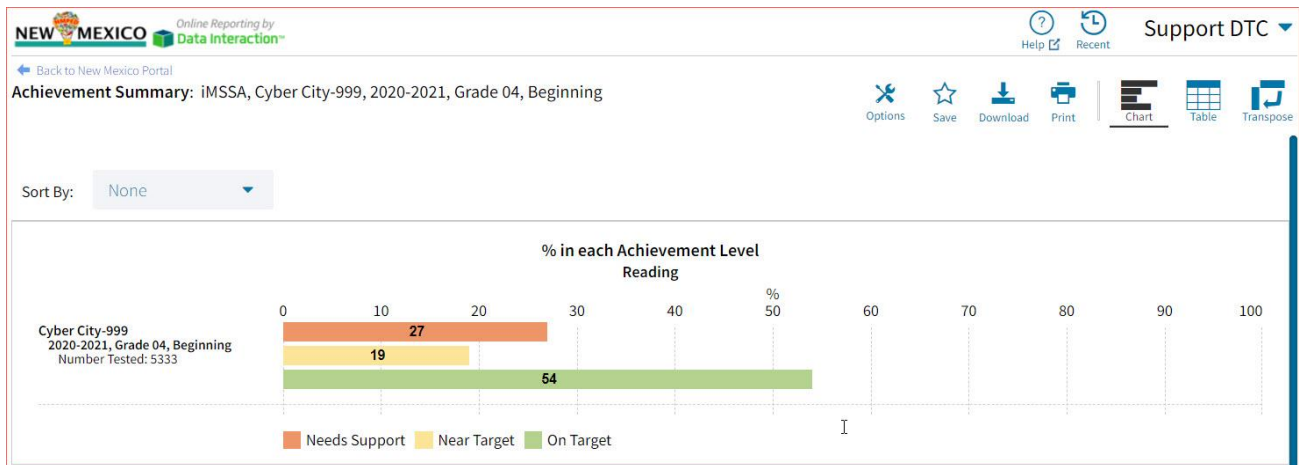 NEW MEXICO
Online Reporting by
Data Interaction™
Help
Recent
Support DTC
Back to New Mexico Portal
Achievement Summary: iMSSA, Cyber City-999, 2020-2021, Grade 04, Beginning
Options
Save
Download
Print
Chart
Table
Transpose
Sort By: None
% in each Achievement Level
Reading
%
0 10 20 30 40 50 60 70 80 90 100
Cyber City-999
2020-2021, Grade 04, Beginning
Number Tested: 5333
27
19
54
Needs Support Near Target On Target